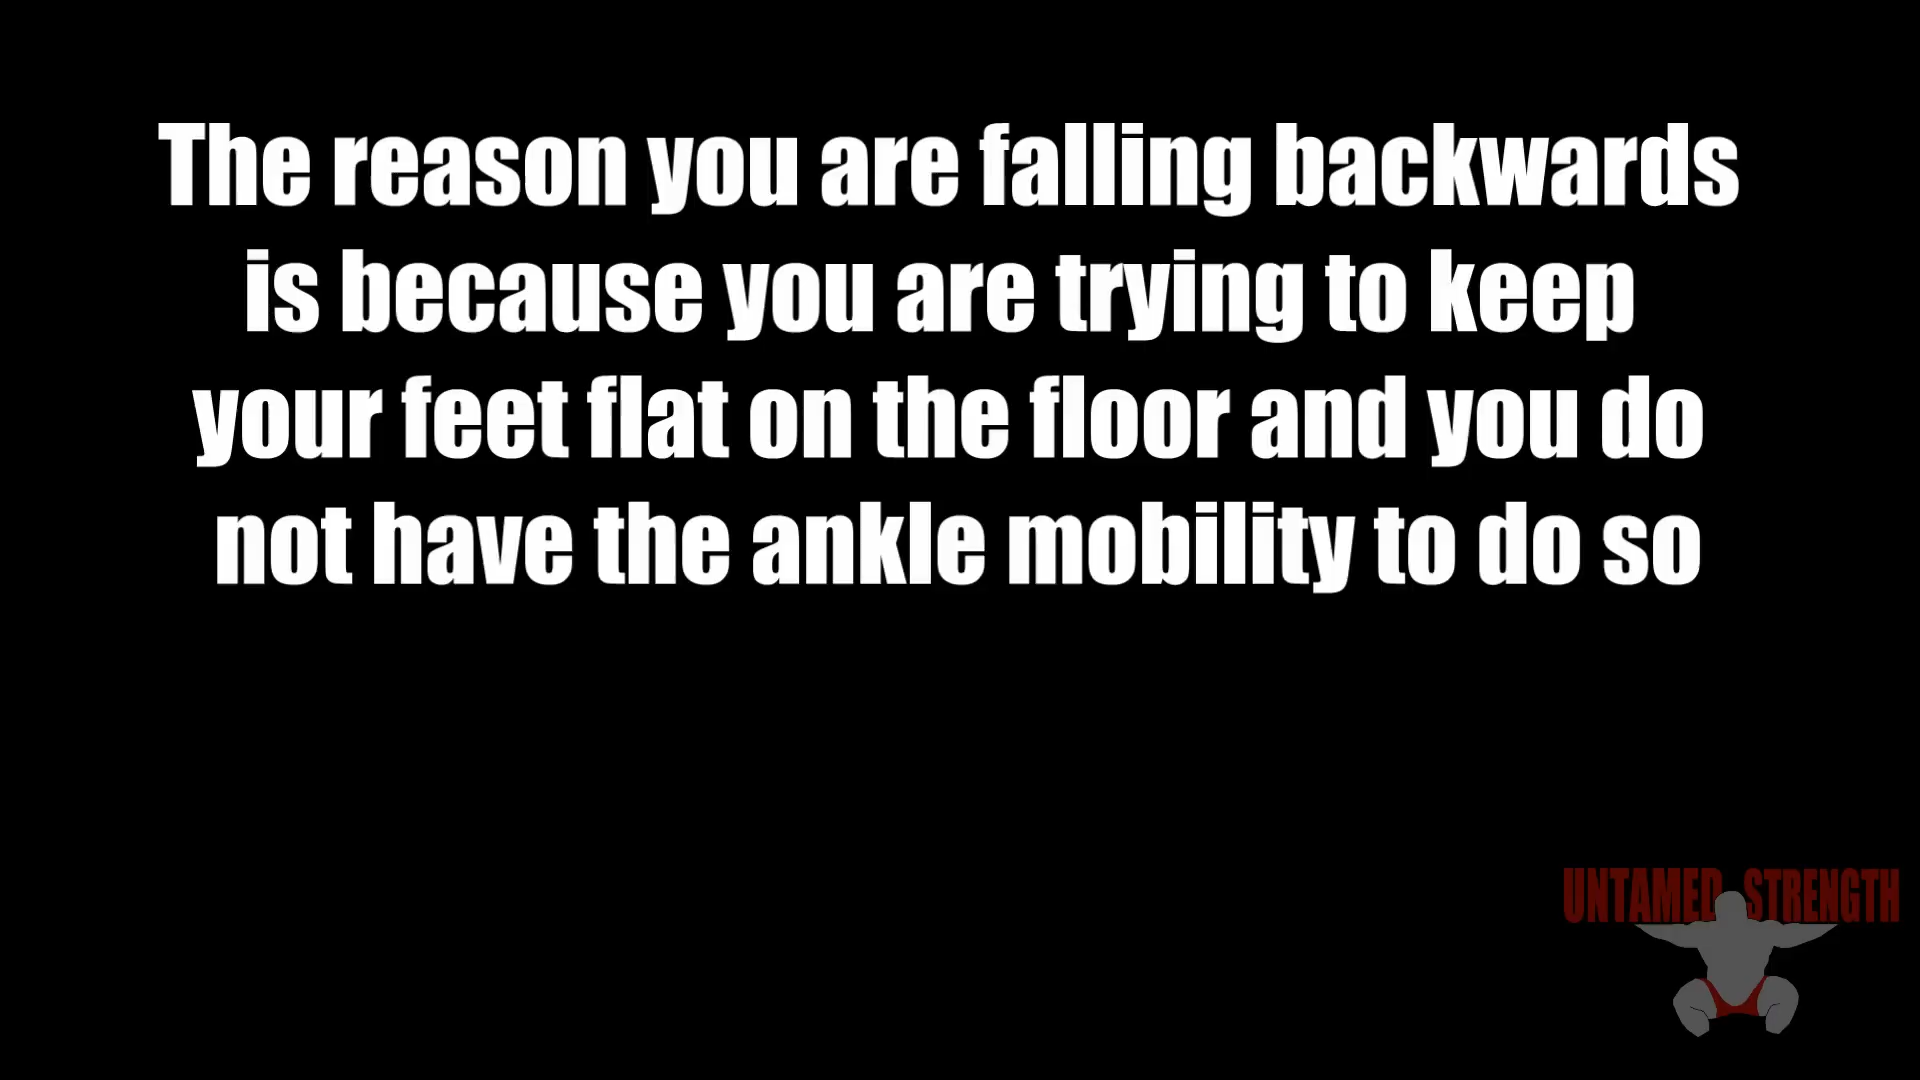 The reason you are falling backwards
is because you are trying to keep
your feet flat on the floor and you do
not have the ankle mobility to do so
UNTAMED STRENGTH